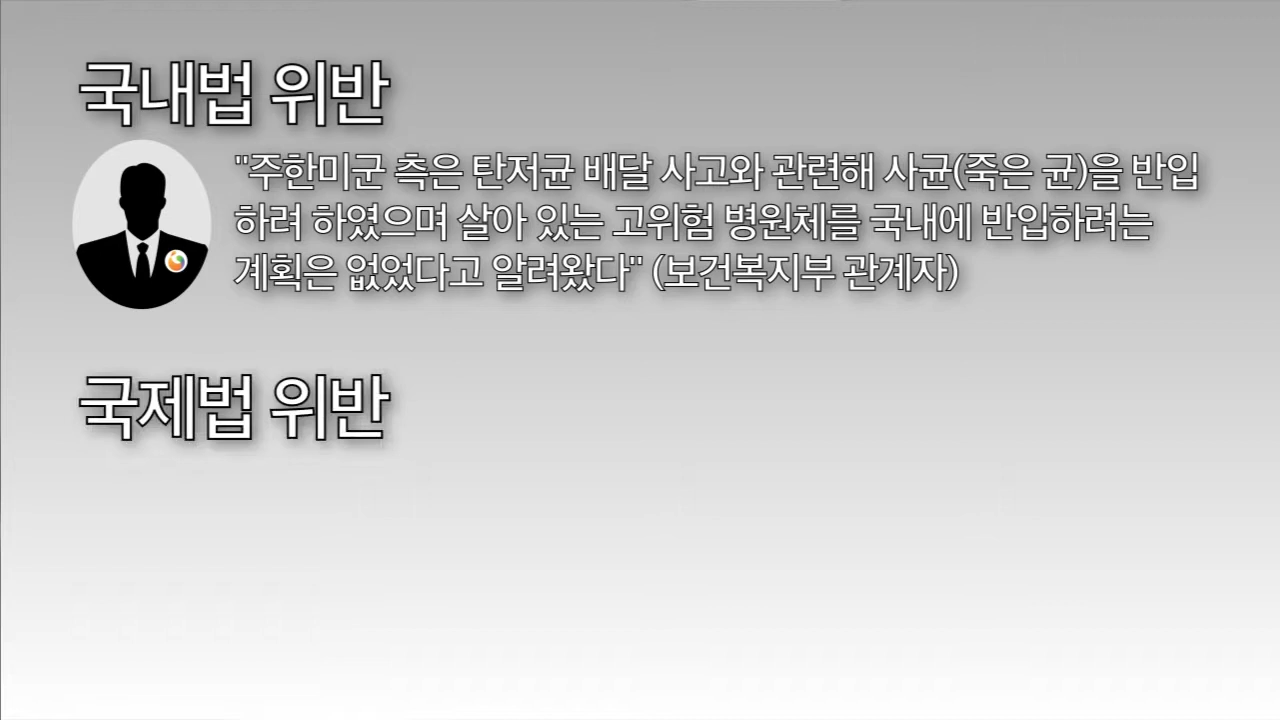 국내법 위반
"주한미군 측은 탄저균 배달 사고와 관련해 사균(죽은 균)을 반입
하려 하였으며 살아 있는 고위험 병원체를 국내에 반입하려는
계획은 없었다고 알려왔다" (보건복지부 관계자)
국제법 위반